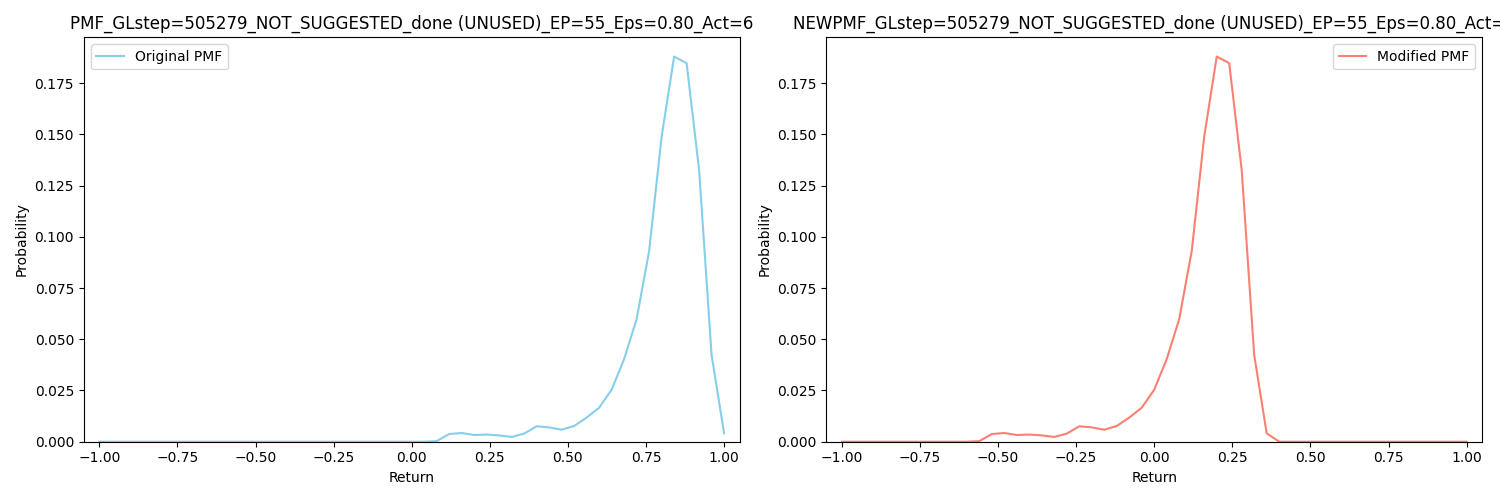 PMF_GLstep=505279_NOT_SUGGESTED_done (UNUSED)_EP=55_Eps=0.80_Act=6
Original PMF
Probability
0.175
0.150
0.125
0.100
0.075
0.050
0.025
0.000
−1.00 −0.75 −0.50 −0.25 0.00 0.25 0.50 0.75 1.00
Return
NEWPMF_GLstep=505279_NOT_SUGGESTED_done (UNUSED)_EP=55_Eps=0.80_Act=
Modified PMF
Probability
0.175
0.150
0.125
0.100
0.075
0.050
0.025
0.000
−1.00 −0.75 −0.50 −0.25 0.00 0.25 0.50 0.75 1.00
Return